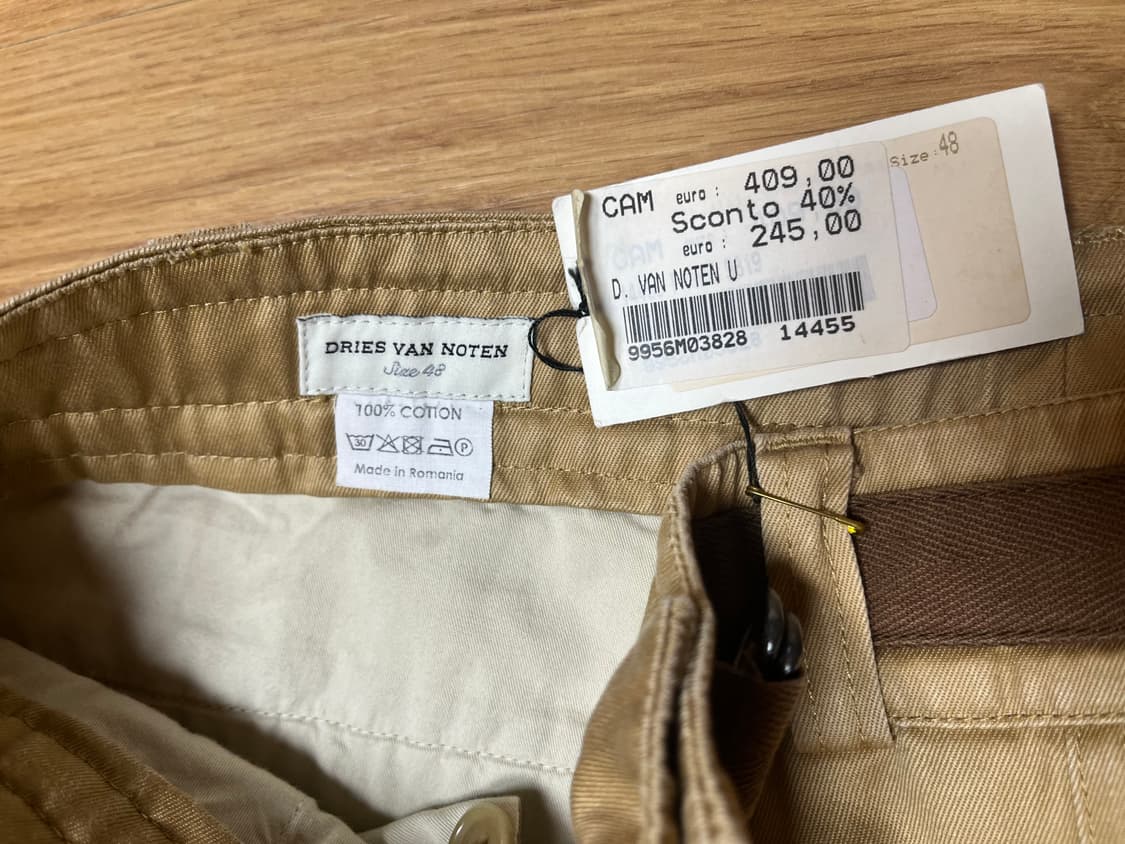 CAM euro : 409,00
Sconto 40%
euro : 245,00
D. VAN NOTEN U
9956M03828 14455
Size:48
DRIES VAN NOTEN
Size 48
100% COTTON
30 P
Made in Romania